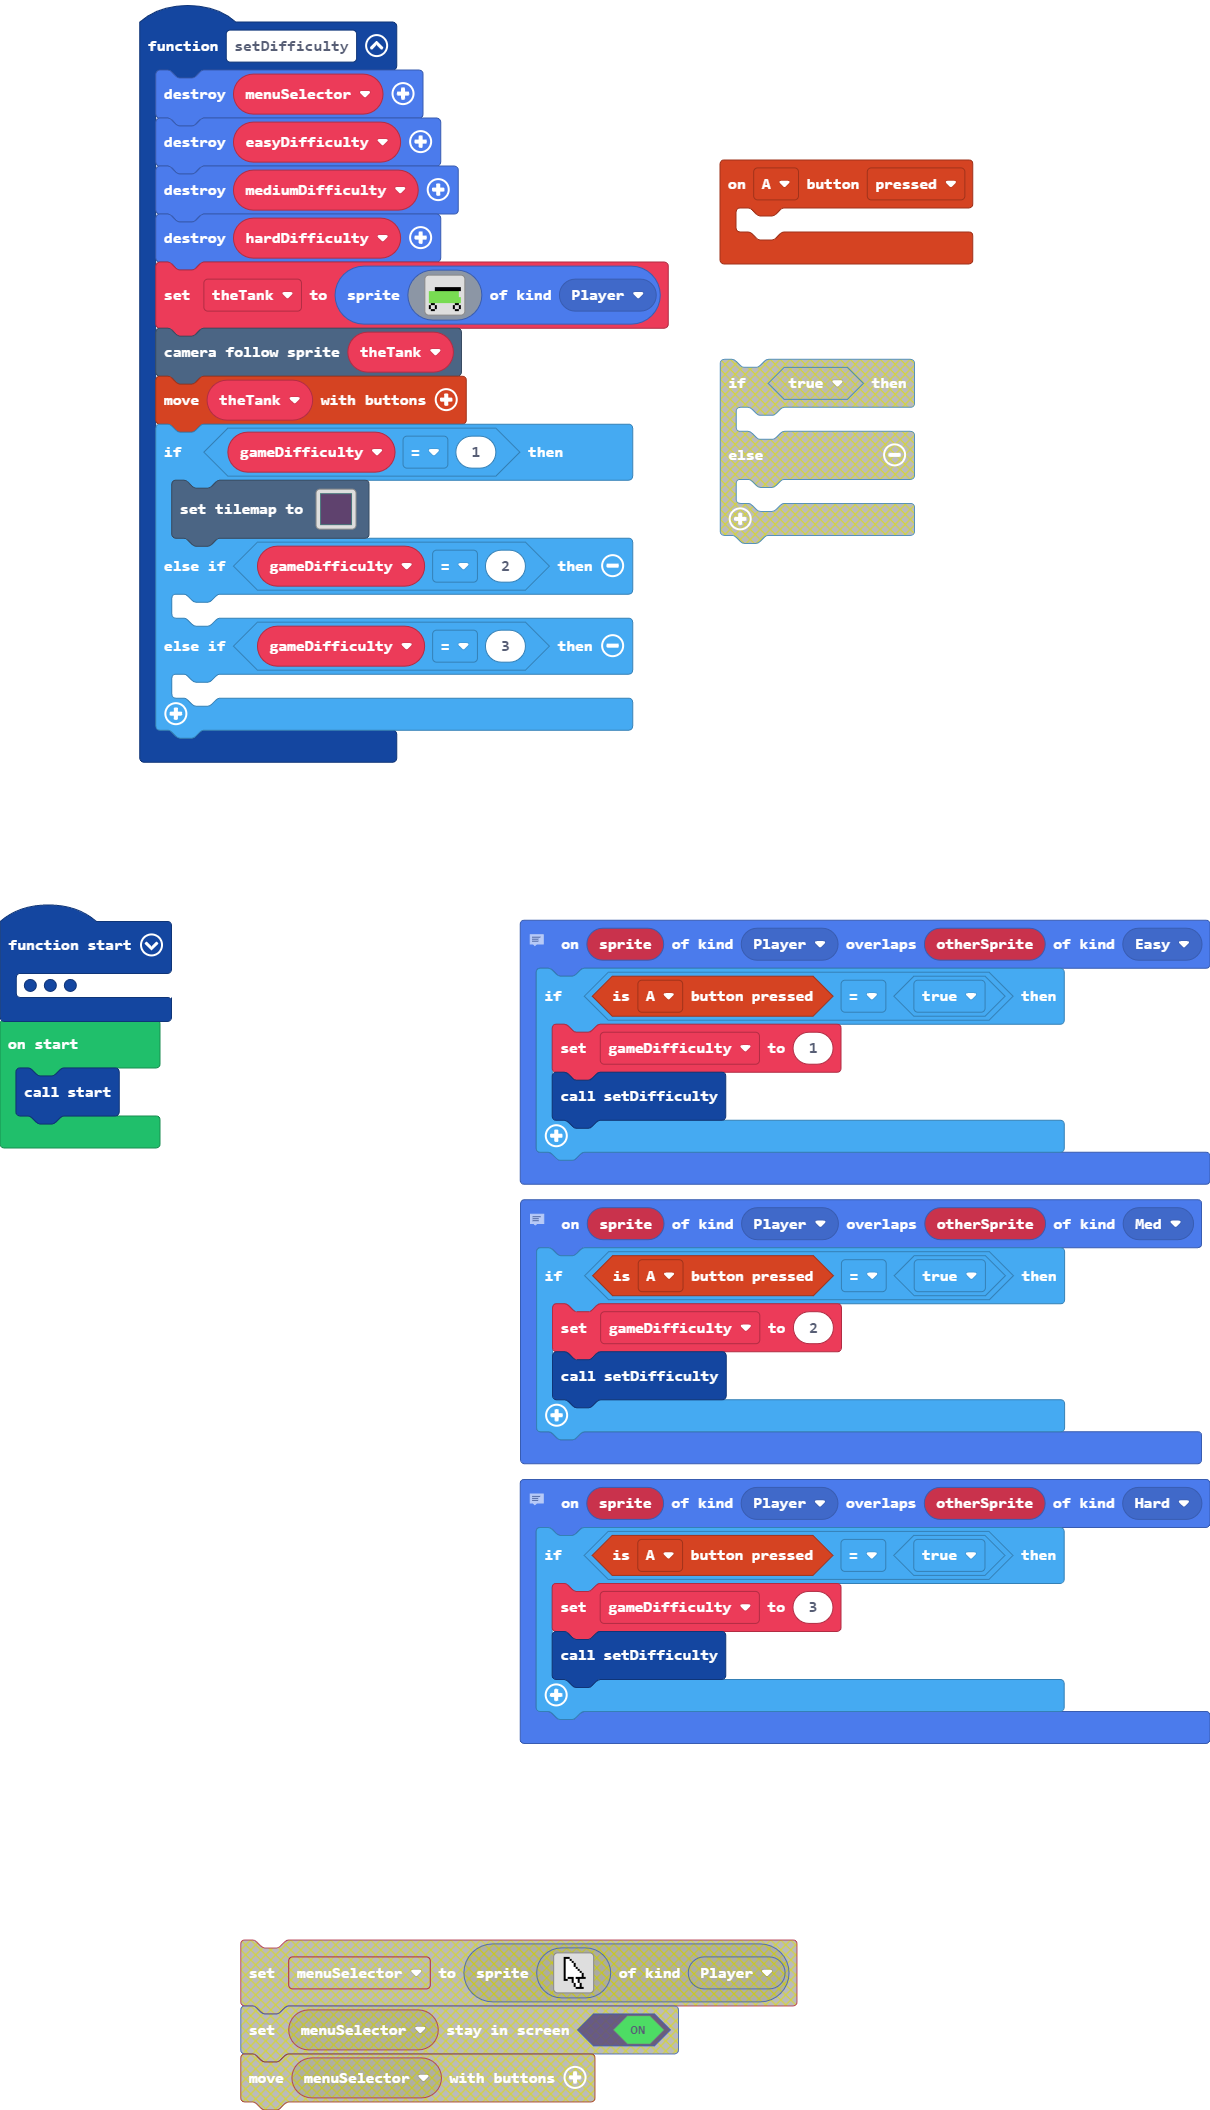 function setDifficulty
destroy menuSelector
destroy easyDifficulty
destroy mediumDifficulty
destroy hardDifficulty
set theTank to sprite of kind Player
camera follow sprite theTank
move theTank with buttons
if gameDifficulty = 1 then
set tilemap to
else if gameDifficulty = 2 then
else if gameDifficulty = 3 then
on A button pressed
if true then
else
function start
on start
call start
on sprite of kind Player overlaps otherSprite of kind Easy
if is A button pressed = true then
set gameDifficulty to 1
call setDifficulty
on sprite of kind Player overlaps otherSprite of kind Med
if is A button pressed = true then
set gameDifficulty to 2
call setDifficulty
on sprite of kind Player overlaps otherSprite of kind Hard
if is A button pressed = true then
set gameDifficulty to 3
call setDifficulty
set menuSelector to sprite of kind Player
set menuSelector stay in screen ON
move menuSelector with buttons